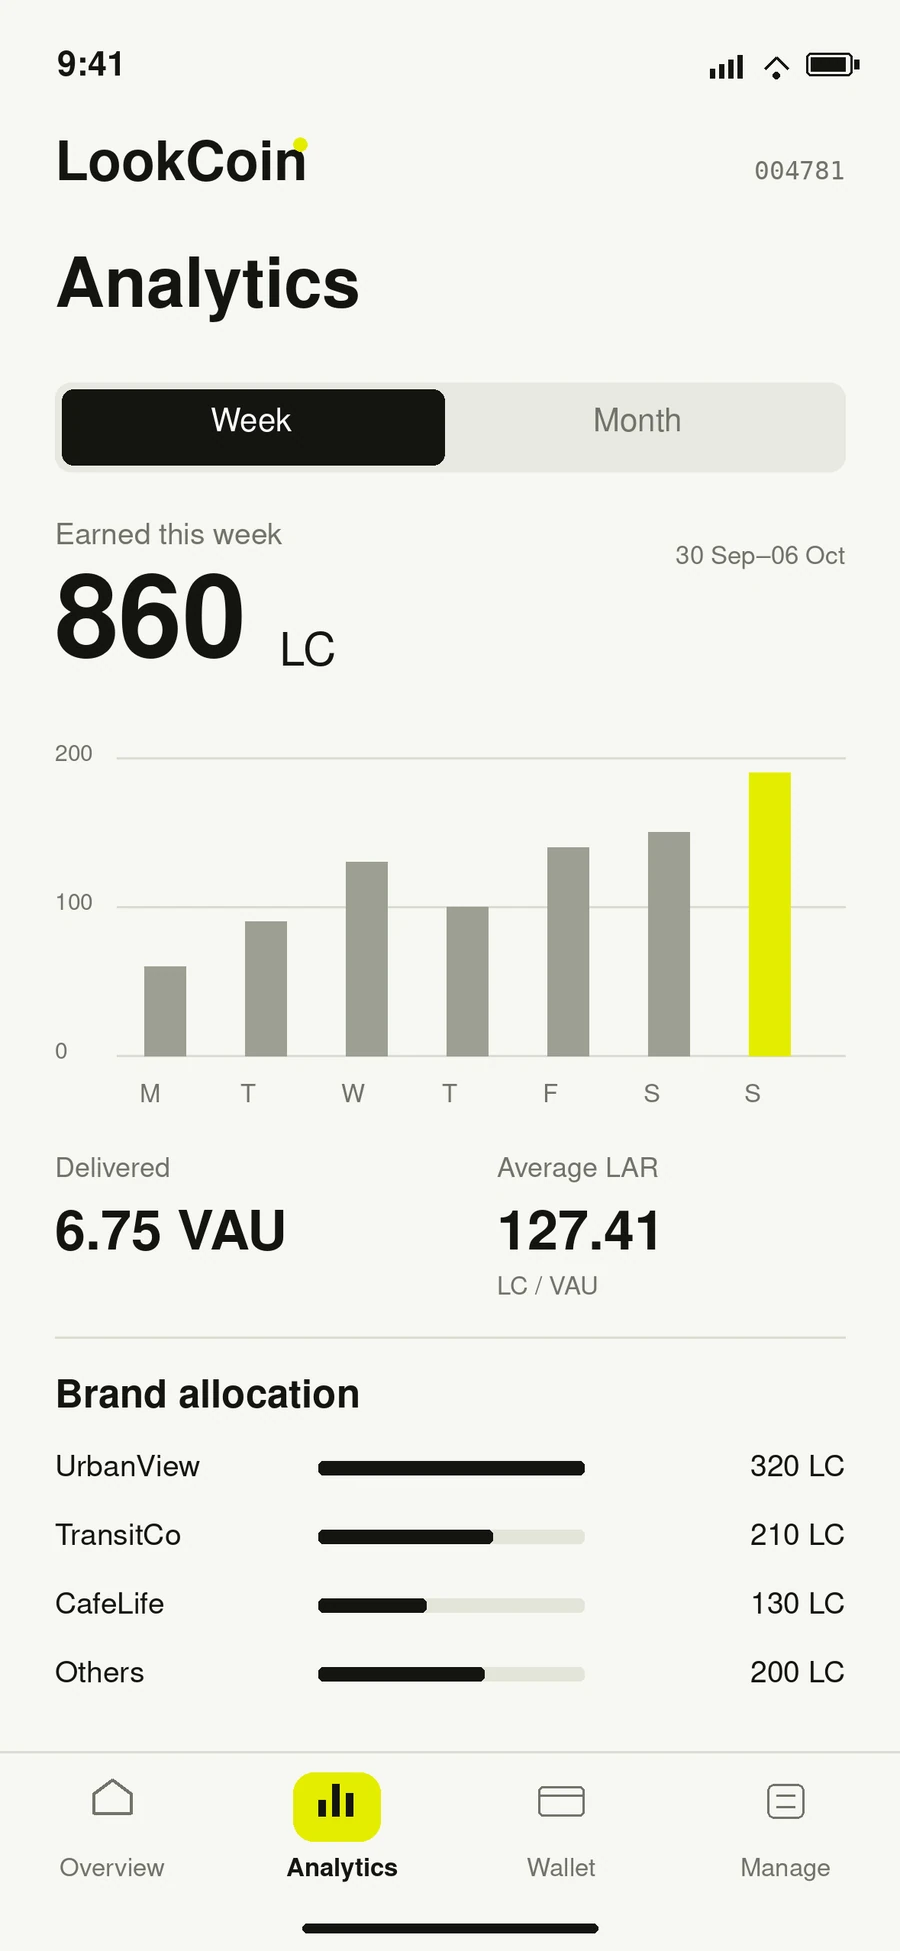 9:41
LookCoin
004781
Analytics
Week Month
Earned this week
30 Sep–06 Oct
860 LC
200
100
0
M T W T F S S
Delivered Average LAR
6.75 VAU 127.41
LC / VAU
Brand allocation
UrbanView 320 LC
TransitCo 210 LC
CafeLife 130 LC
Others 200 LC
Overview Analytics Wallet Manage